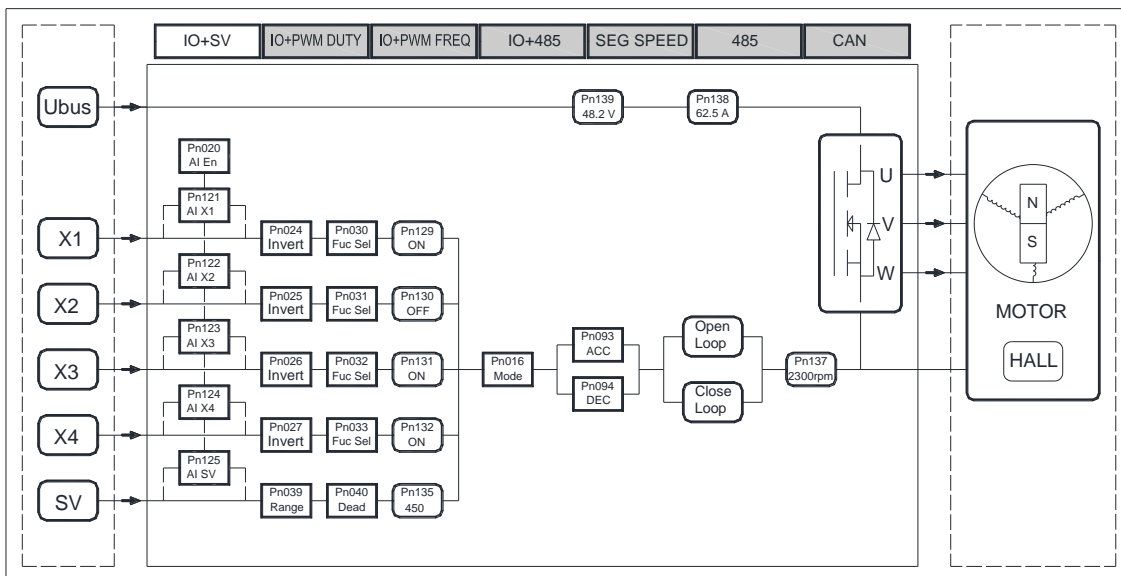 IO+SV
IO+PWM DUTY
IO+PWM FREQ
IO+485
SEG SPEED
485
CAN
Ubus
Pn139
48.2 V
Pn138
62.5 A
Pn020
AI En
Pn121
AI X1
X1
Pn024
Invert
Pn030
Fuc Sel
Pn129
ON
Pn122
AI X2
X2
Pn025
Invert
Pn031
Fuc Sel
Pn130
OFF
Pn123
AI X3
X3
Pn026
Invert
Pn032
Fuc Sel
Pn131
ON
Pn124
AI X4
X4
Pn027
Invert
Pn033
Fuc Sel
Pn132
ON
Pn125
AI SV
SV
Pn039
Range
Pn040
Dead
Pn135
450
Pn016
Mode
Pn093
ACC
Pn094
DEC
Open
Loop
Close
Loop
Pn137
2300rpm
U
V
W
N
S
MOTOR
HALL